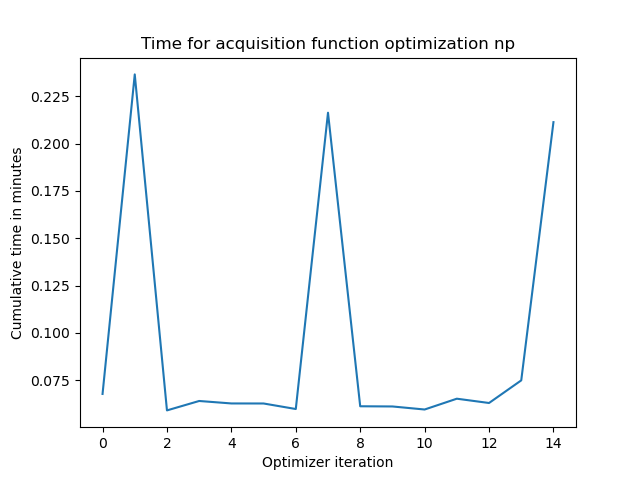 Time for acquisition function optimization np
Cumulative time in minutes
0.225
0.200
0.175
0.150
0.125
0.100
0.075
0 2 4 6 8 10 12 14
Optimizer iteration